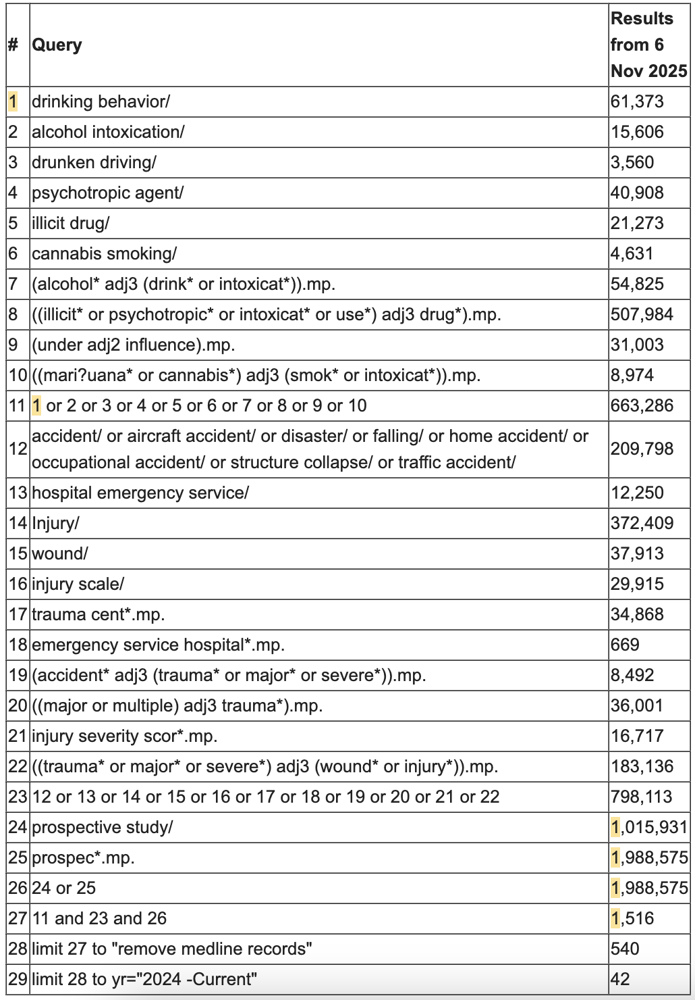 # Query Results from 6 Nov 2025
1 drinking behavior/ 61,373
2 alcohol intoxication/ 15,606
3 drunken driving/ 3,560
4 psychotropic agent/ 40,908
5 illicit drug/ 21,273
6 cannabis smoking/ 4,631
7 (alcohol* adj3 (drink* or intoxicat*)).mp. 54,825
8 ((illicit* or psychotropic* or intoxicat* or use*) adj3 drug*).mp. 507,984
9 (under adj2 influence).mp. 31,003
10 ((mari?uana* or cannabis*) adj3 (smok* or intoxicat*)).mp. 8,974
11 1 or 2 or 3 or 4 or 5 or 6 or 7 or 8 or 9 or 10 663,286
12 accident/ or aircraft accident/ or disaster/ or falling/ or home accident/ or
occupational accident/ or structure collapse/ or traffic accident/ 209,798
13 hospital emergency service/ 12,250
14 Injury/ 372,409
15 wound/ 37,913
16 injury scale/ 29,915
17 trauma cent*.mp. 34,868
18 emergency service hospital*.mp. 669
19 (accident* adj3 (trauma* or major* or severe*)).mp. 8,492
20 ((major or multiple) adj3 trauma*).mp. 36,001
21 injury severity scor*.mp. 16,717
22 ((trauma* or major* or severe*) adj3 (wound* or injury*)).mp. 183,136
23 12 or 13 or 14 or 15 or 16 or 17 or 18 or 19 or 20 or 21 or 22 798,113
24 prospective study/ 1,015,931
25 prospec*.mp. 1,988,575
26 24 or 25 1,988,575
27 11 and 23 and 26 1,516
28 limit 27 to "remove medline records" 540
29 limit 28 to yr="2024 -Current" 42